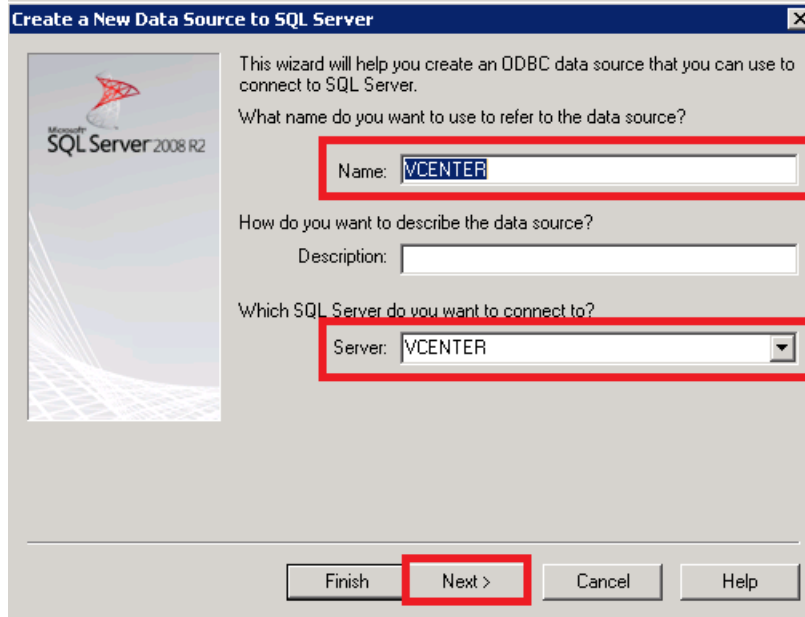 Create a New Data Source to SQL Server
This wizard will help you create an ODBC data source that you can use to
connect to SQL Server.
What name do you want to use to refer to the data source?
Microsoft
SQL Server 2008 R2
Name: VCENTER
How do you want to describe the data source?
Description:
Which SQL Server do you want to connect to?
Server: VCENTER
Finish Next > Cancel Help